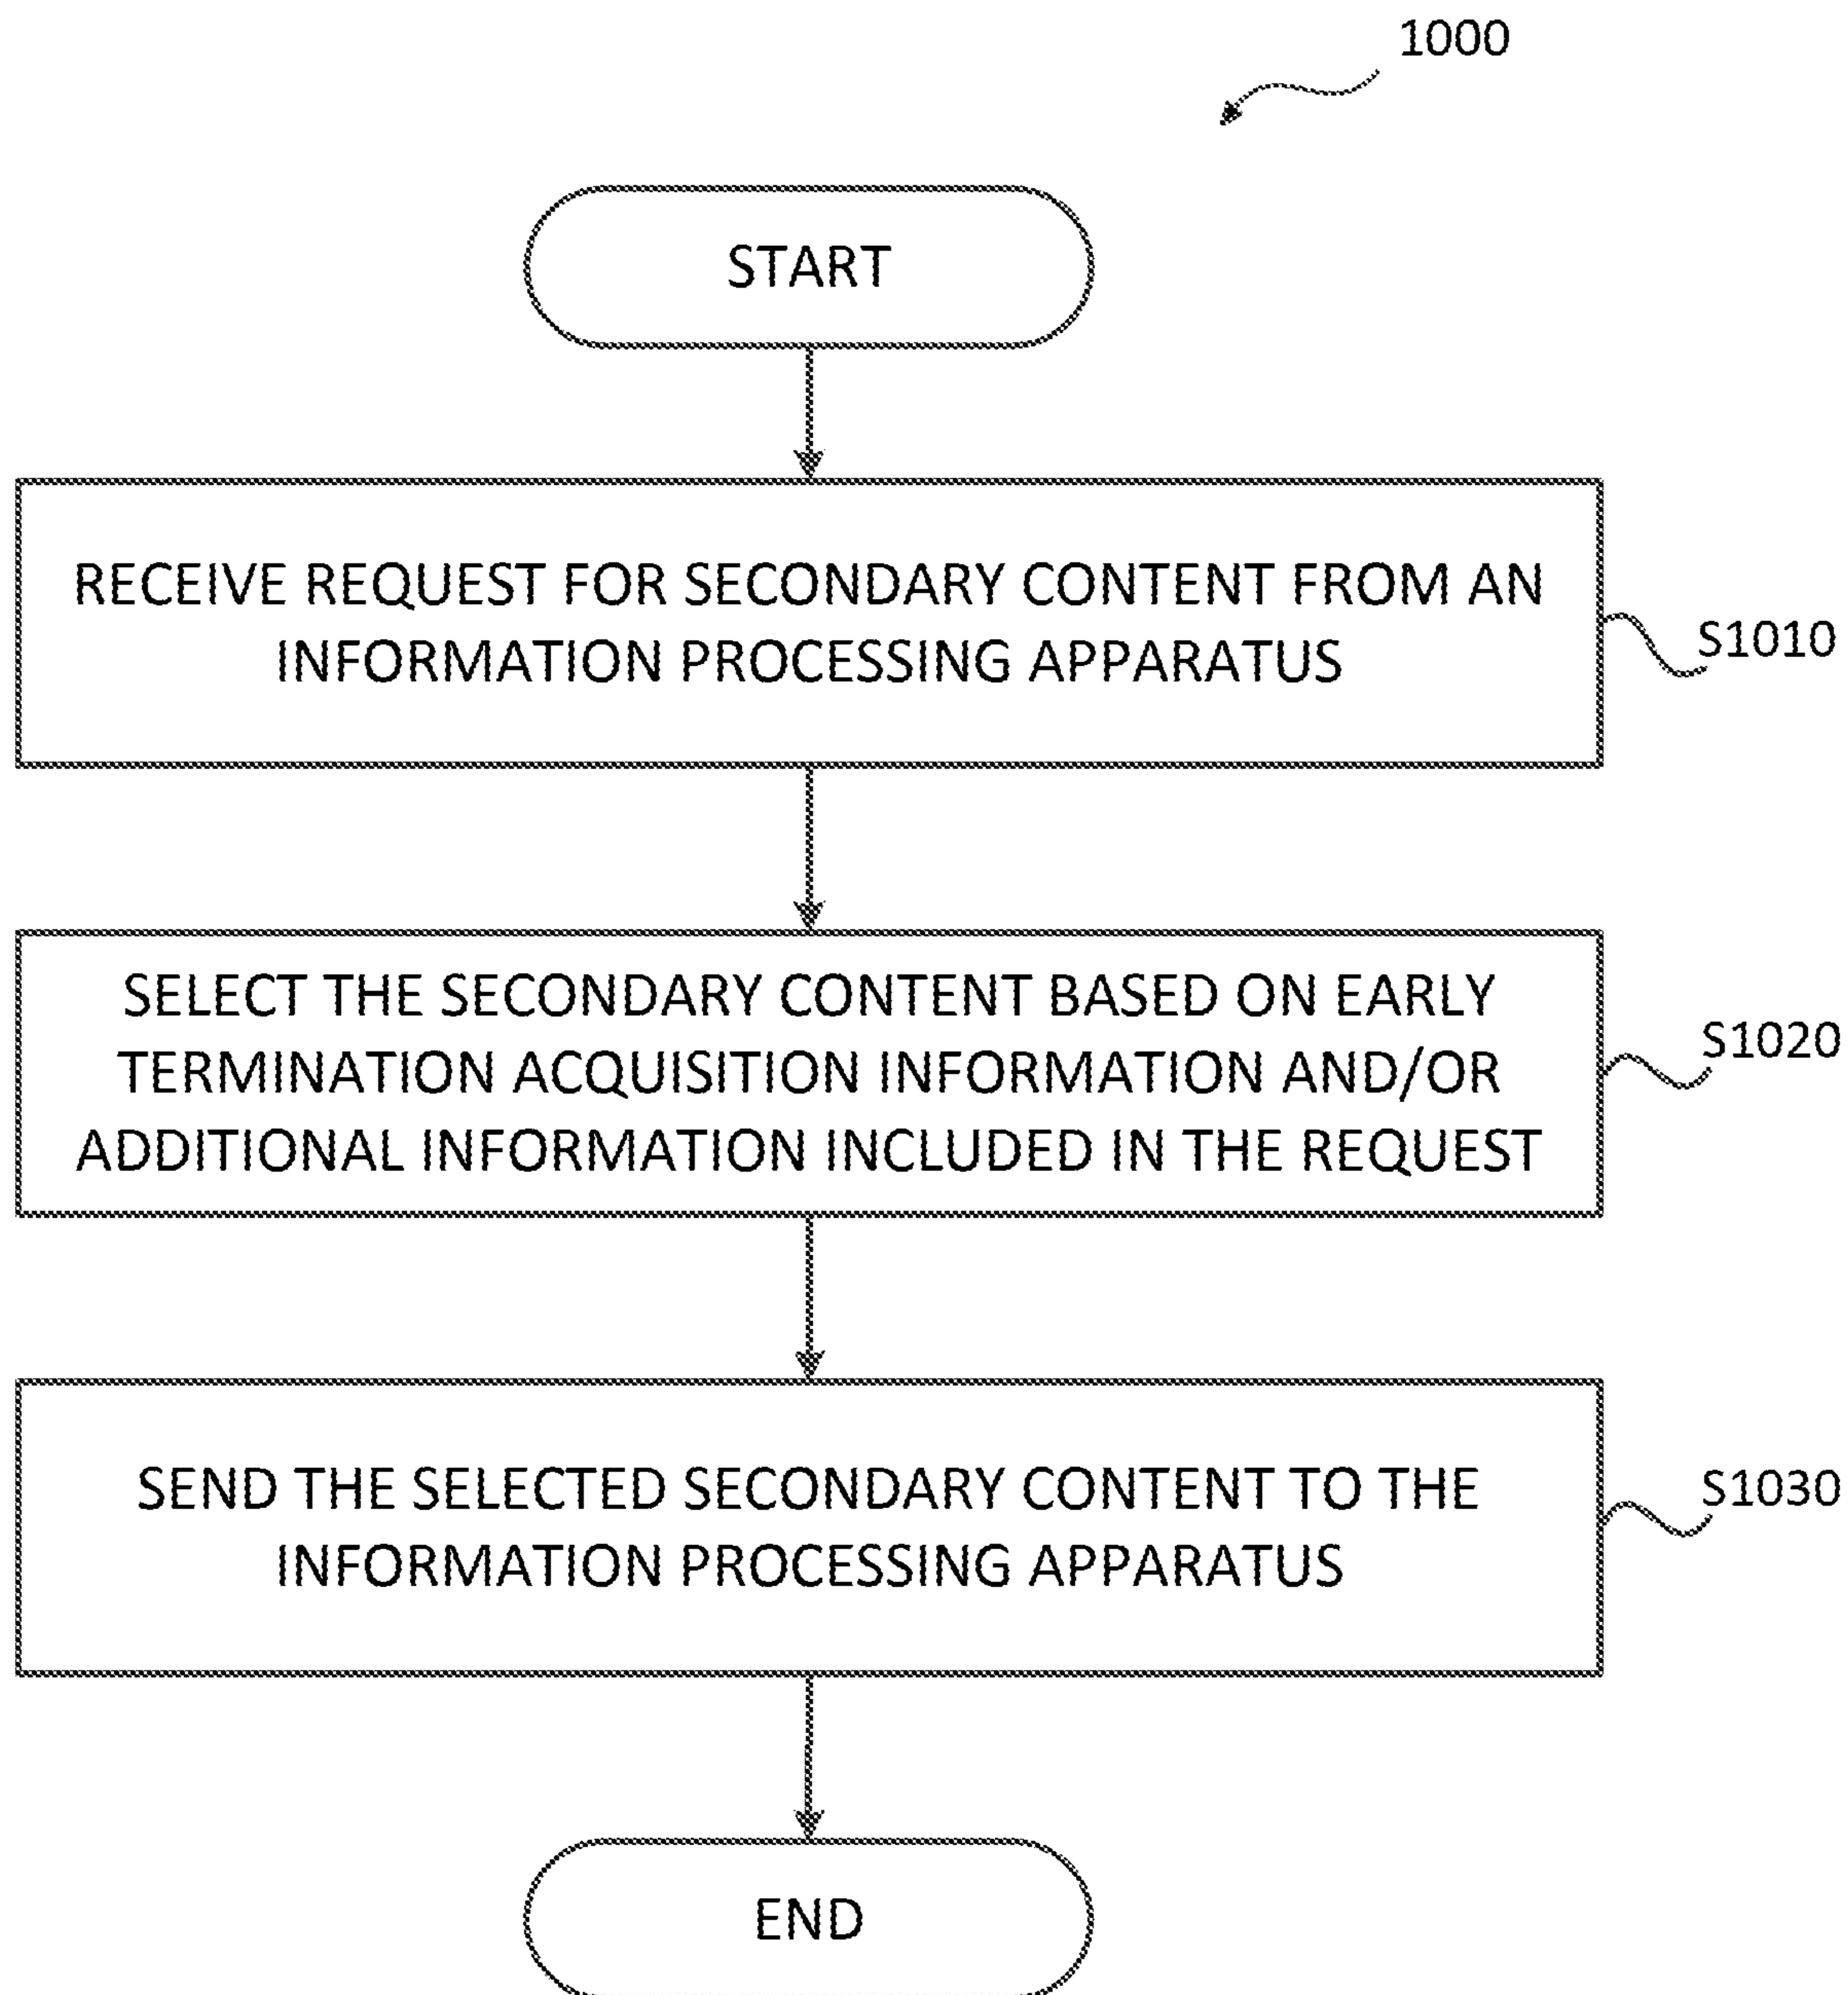 1000
START
RECEIVE REQUEST FOR SECONDARY CONTENT FROM AN
INFORMATION PROCESSING APPARATUS
S1010
SELECT THE SECONDARY CONTENT BASED ON EARLY
TERMINATION ACQUISITION INFORMATION AND/OR
ADDITIONAL INFORMATION INCLUDED IN THE REQUEST
S1020
SEND THE SELECTED SECONDARY CONTENT TO THE
INFORMATION PROCESSING APPARATUS
S1030
END